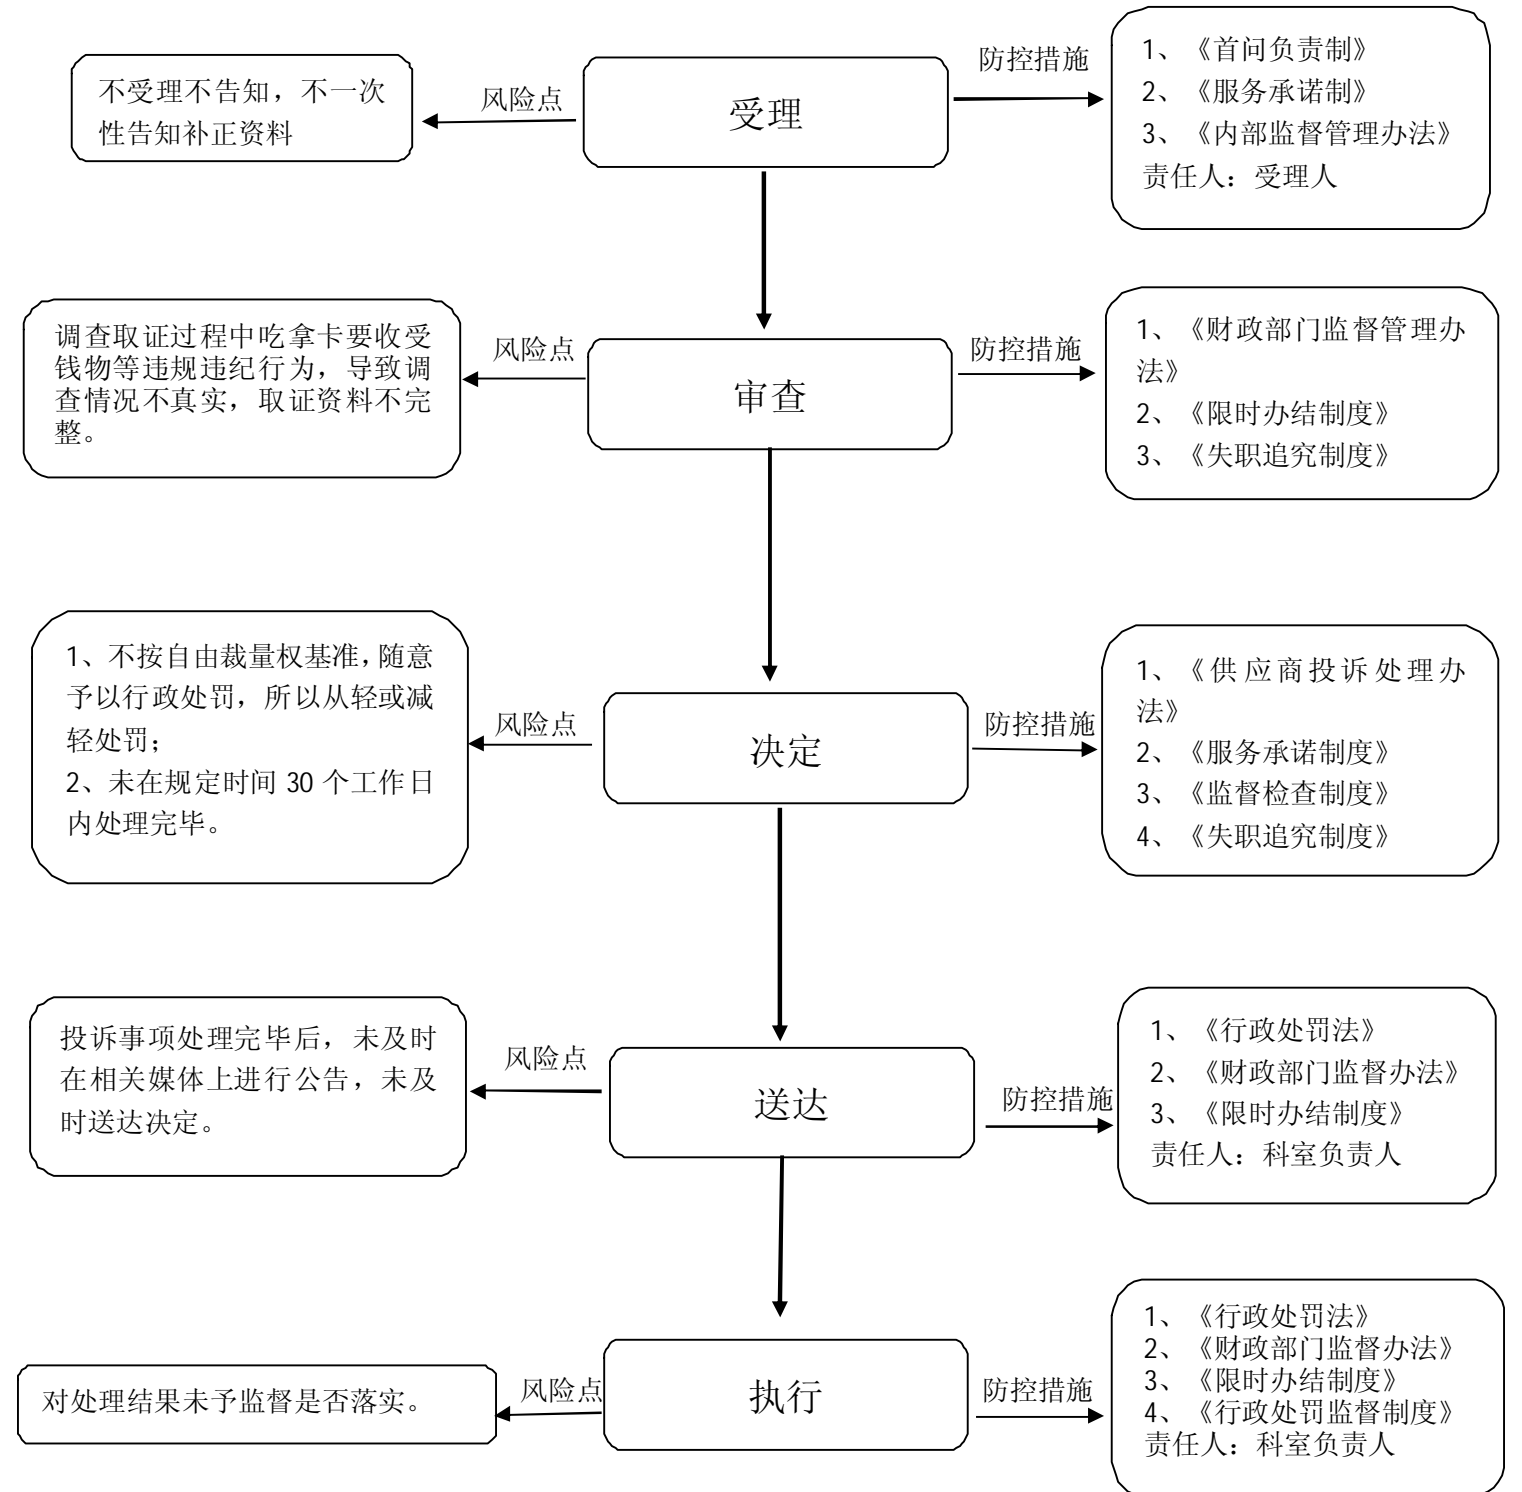 不受理不告知，不一次
性告知补正资料
风险点
受理
防控措施
1、《首问负责制》
2、《服务承诺制》
3、《内部监督管理办法》
责任人：受理人
调查取证过程中吃拿卡要收受
钱物等违规违纪行为，导致调
查情况不真实，取证资料不完
整。
风险点
审查
防控措施
1、《财政部门监督管理办
法》
2、《限时办结制度》
3、《失职追究制度》
1、不按自由裁量权基准，随意
予以行政处罚，所以从轻或减
轻处罚；
2、未在规定时间 30 个工作日
内处理完毕。
风险点
决定
防控措施
1、《供应商投诉处理办
法》
2、《服务承诺制度》
3、《监督检查制度》
4、《失职追究制度》
投诉事项处理完毕后，未及时
在相关媒体上进行公告，未及
时送达决定。
风险点
送达
防控措施
1、《行政处罚法》
2、《财政部门监督办法》
3、《限时办结制度》
责任人：科室负责人
对处理结果未予监督是否落实。
风险点
执行
防控措施
1、《行政处罚法》
2、《财政部门监督办法》
3、《限时办结制度》
4、《行政处罚监督制度》
责任人：科室负责人